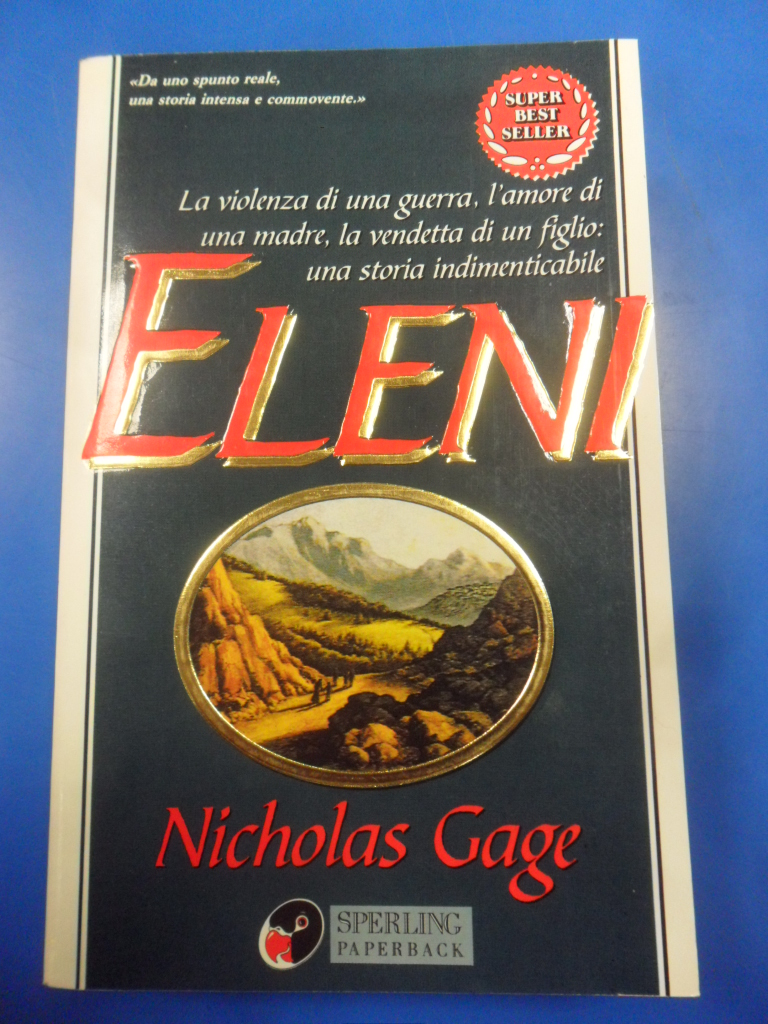 «Da uno spunto reale,
una storia intensa e commovente.»
SUPER
BEST
SELLER
La violenza di una guerra, l'amore di
una madre, la vendetta di un figlio:
una storia indimenticabile
ELENI
Nicholas Gage
SPERLING
PAPERBACK